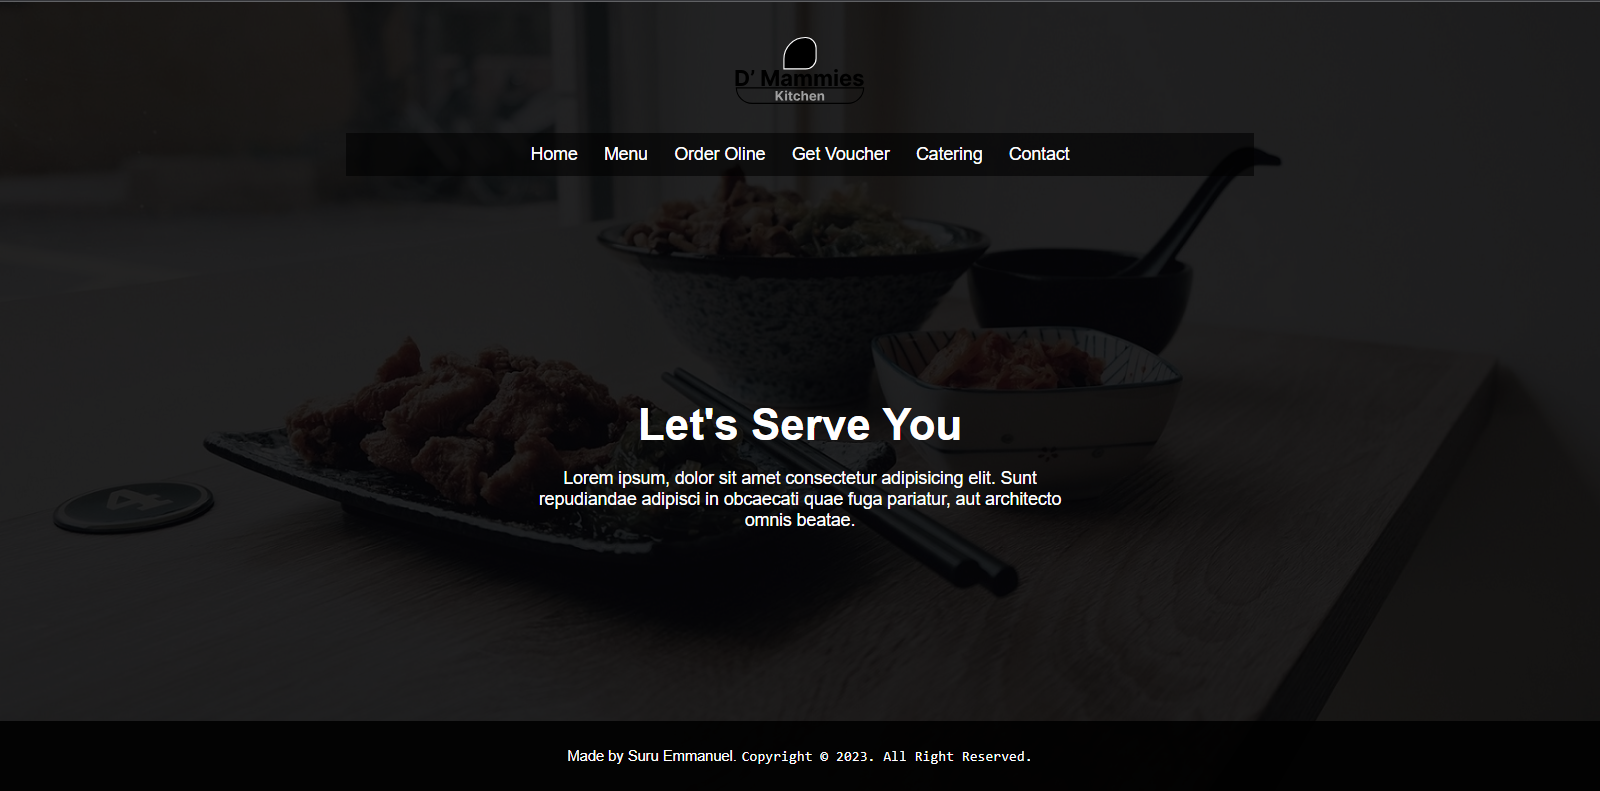 D’ Mammies
Kitchen
Home Menu Order Oline Get Voucher Catering Contact
4
Let's Serve You
Lorem ipsum, dolor sit amet consectetur adipisicing elit. Sunt
repudiandae adipisci in obcaecati quae fuga pariatur, aut architecto
omnis beatae.
Made by Suru Emmanuel. Copyright © 2023. All Right Reserved.